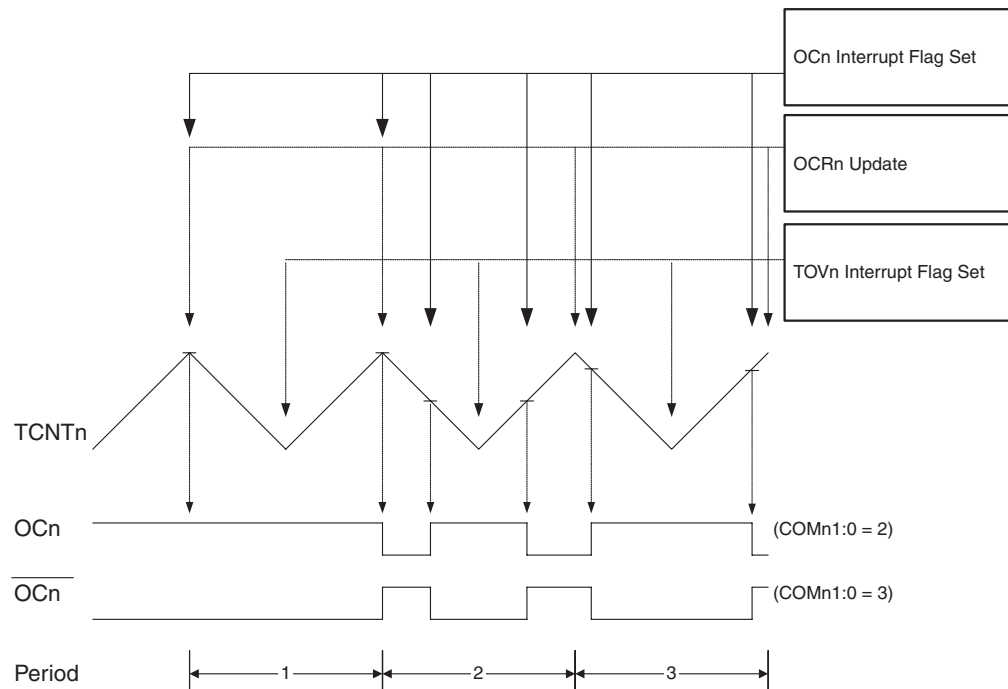 OCn Interrupt Flag Set
OCRn Update
TOVn Interrupt Flag Set
TCNTn
OCn
(COMn1:0 = 2)
OCn
(COMn1:0 = 3)
Period
1
2
3